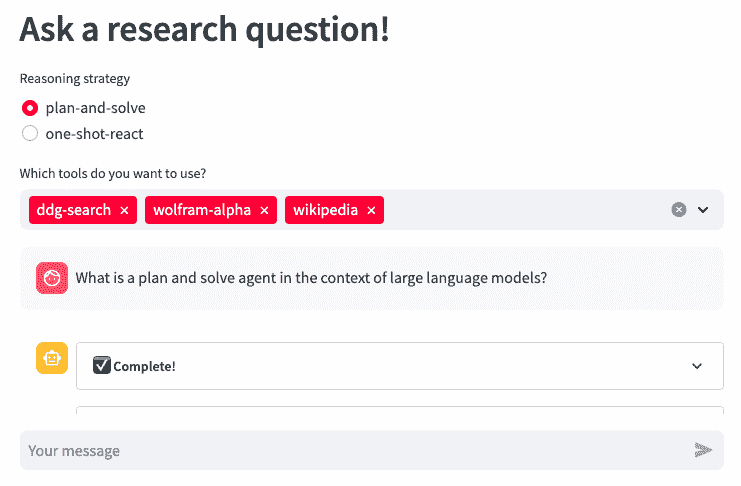 Ask a research question!
Reasoning strategy
plan-and-solve
one-shot-react
Which tools do you want to use?
ddg-search × wolfram-alpha × wikipedia ×
What is a plan and solve agent in the context of large language models?
Complete!
Your message